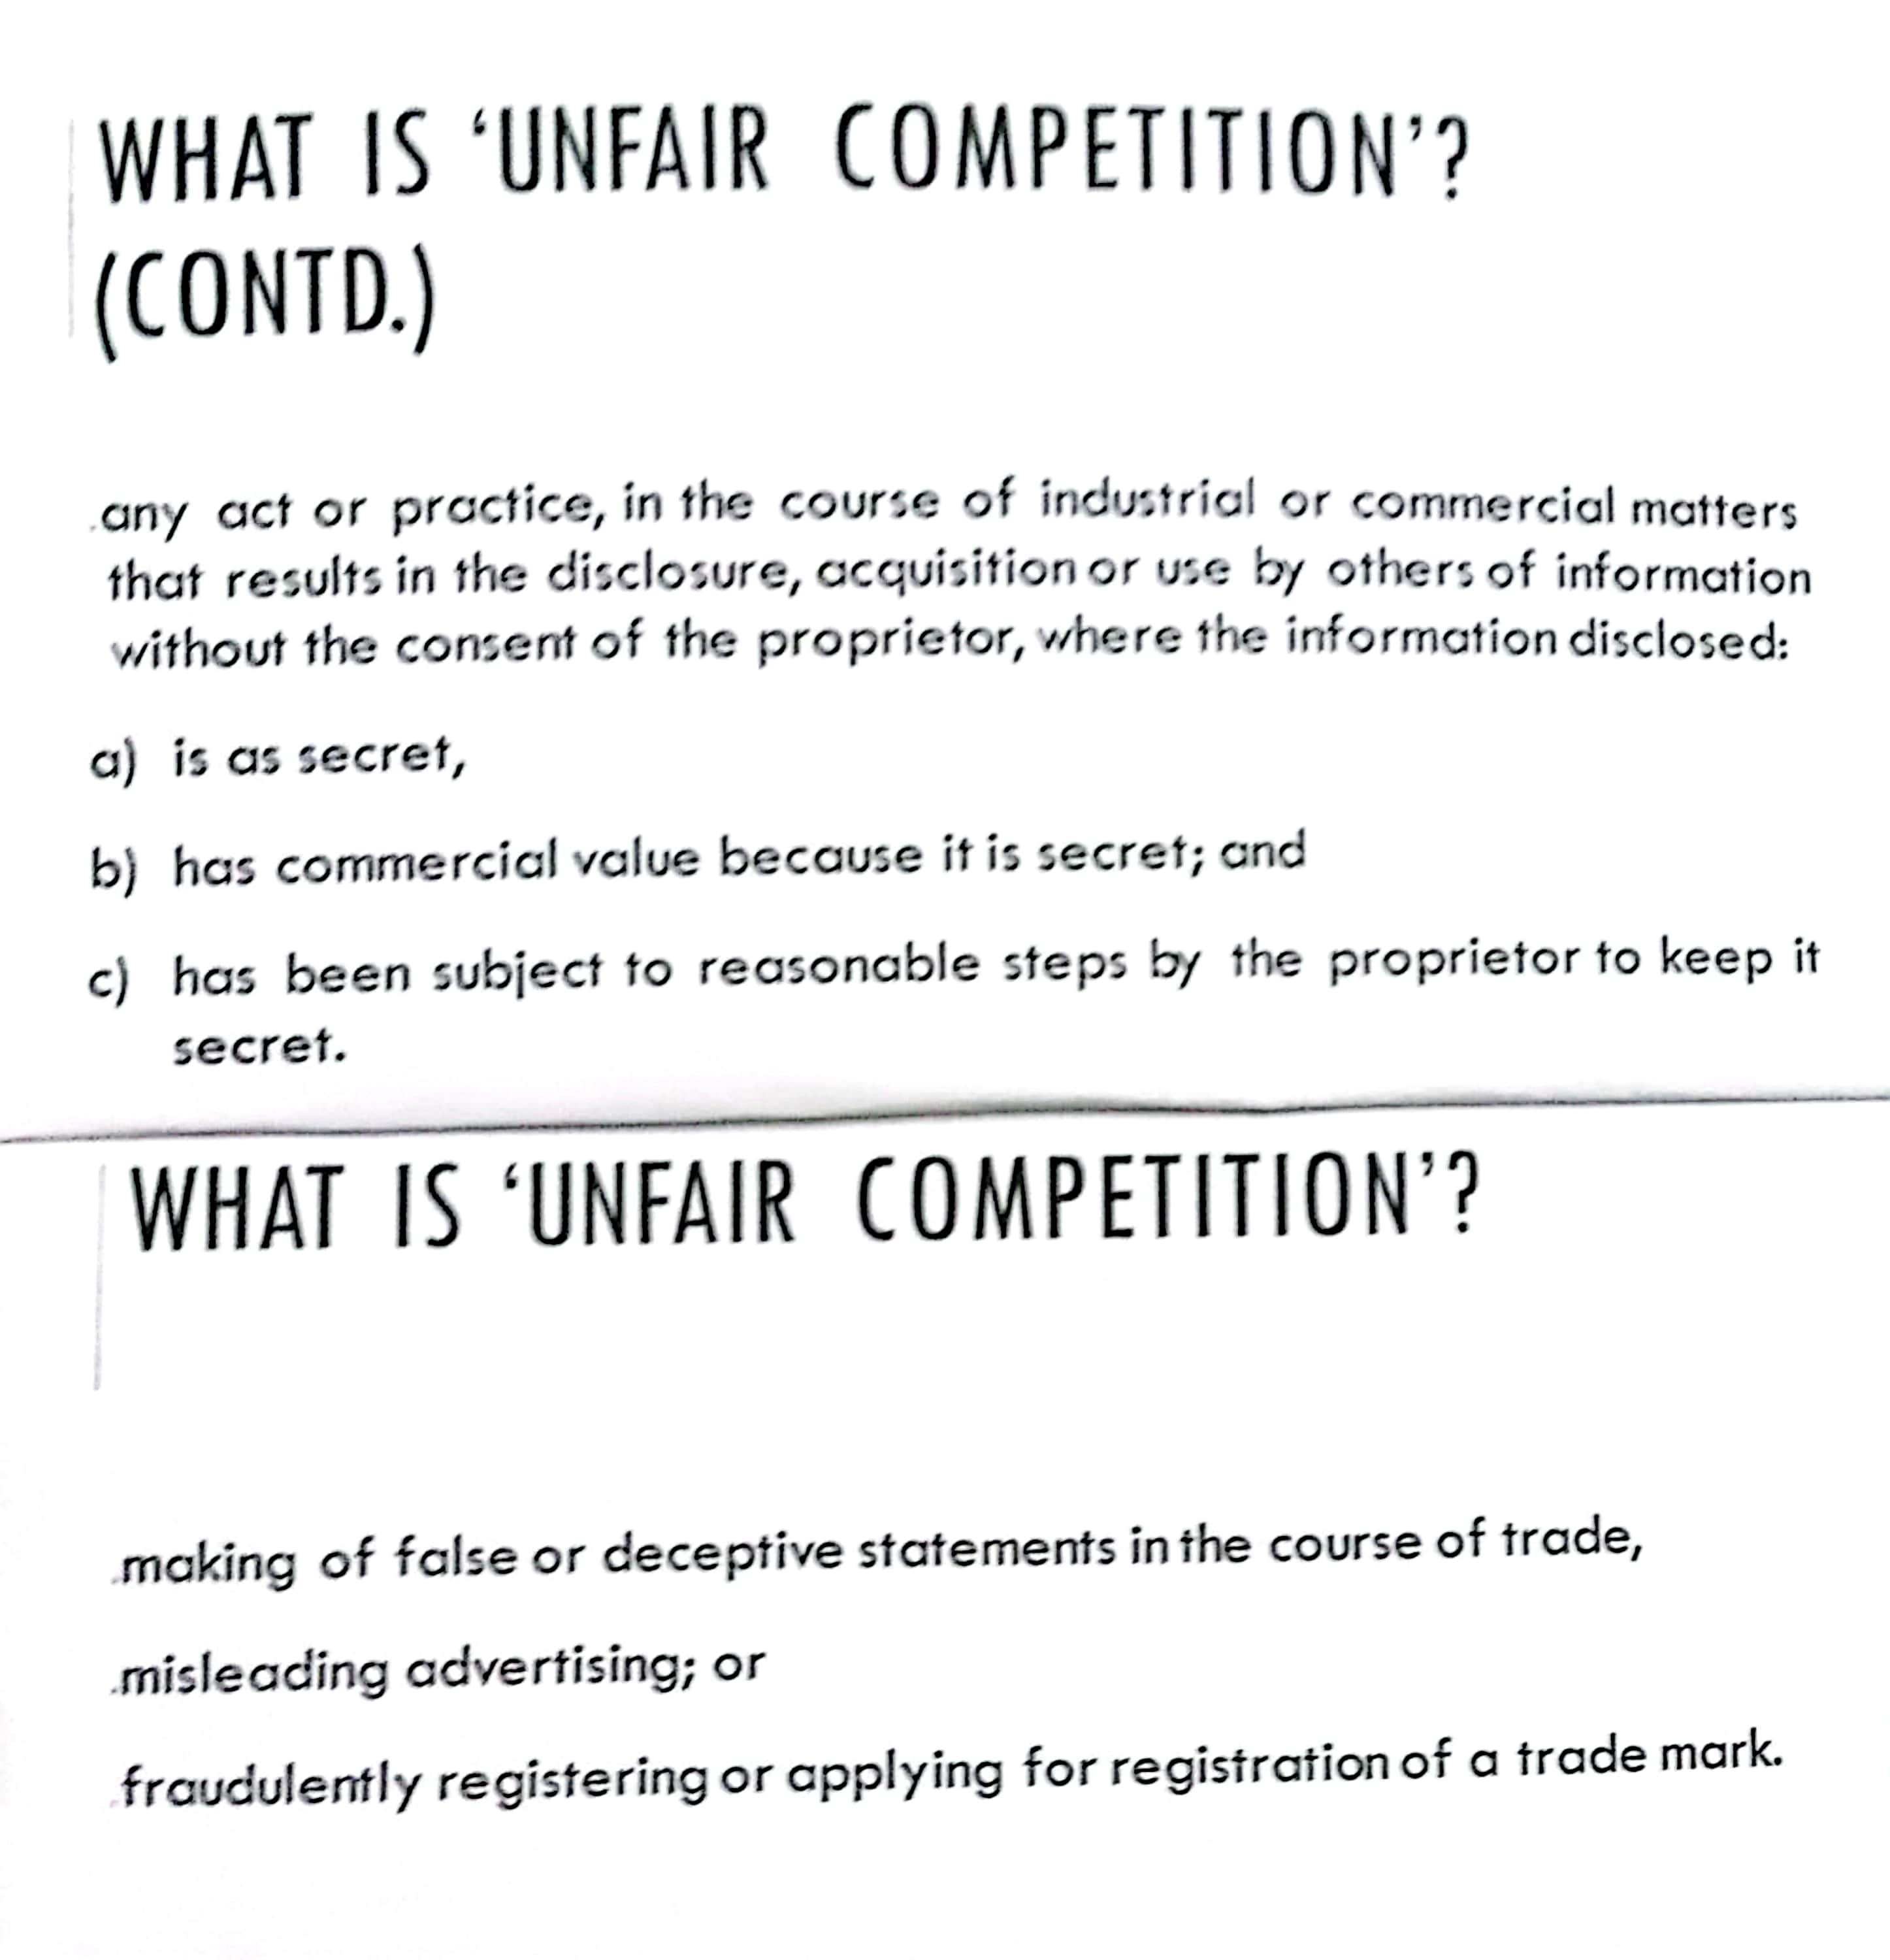 WHAT IS ‘UNFAIR COMPETITION’?
(CONTD.)
any act or practice, in the course of industrial or commercial matters
that results in the disclosure, acquisition or use by others of information
without the consent of the proprietor, where the information disclosed:
a) is as secret,
b) has commercial value because it is secret; and
c) has been subject to reasonable steps by the proprietor to keep it
secret.
WHAT IS ‘UNFAIR COMPETITION’?
making of false or deceptive statements in the course of trade,
misleading advertising; or
fraudulently registering or applying for registration of a trade mark.